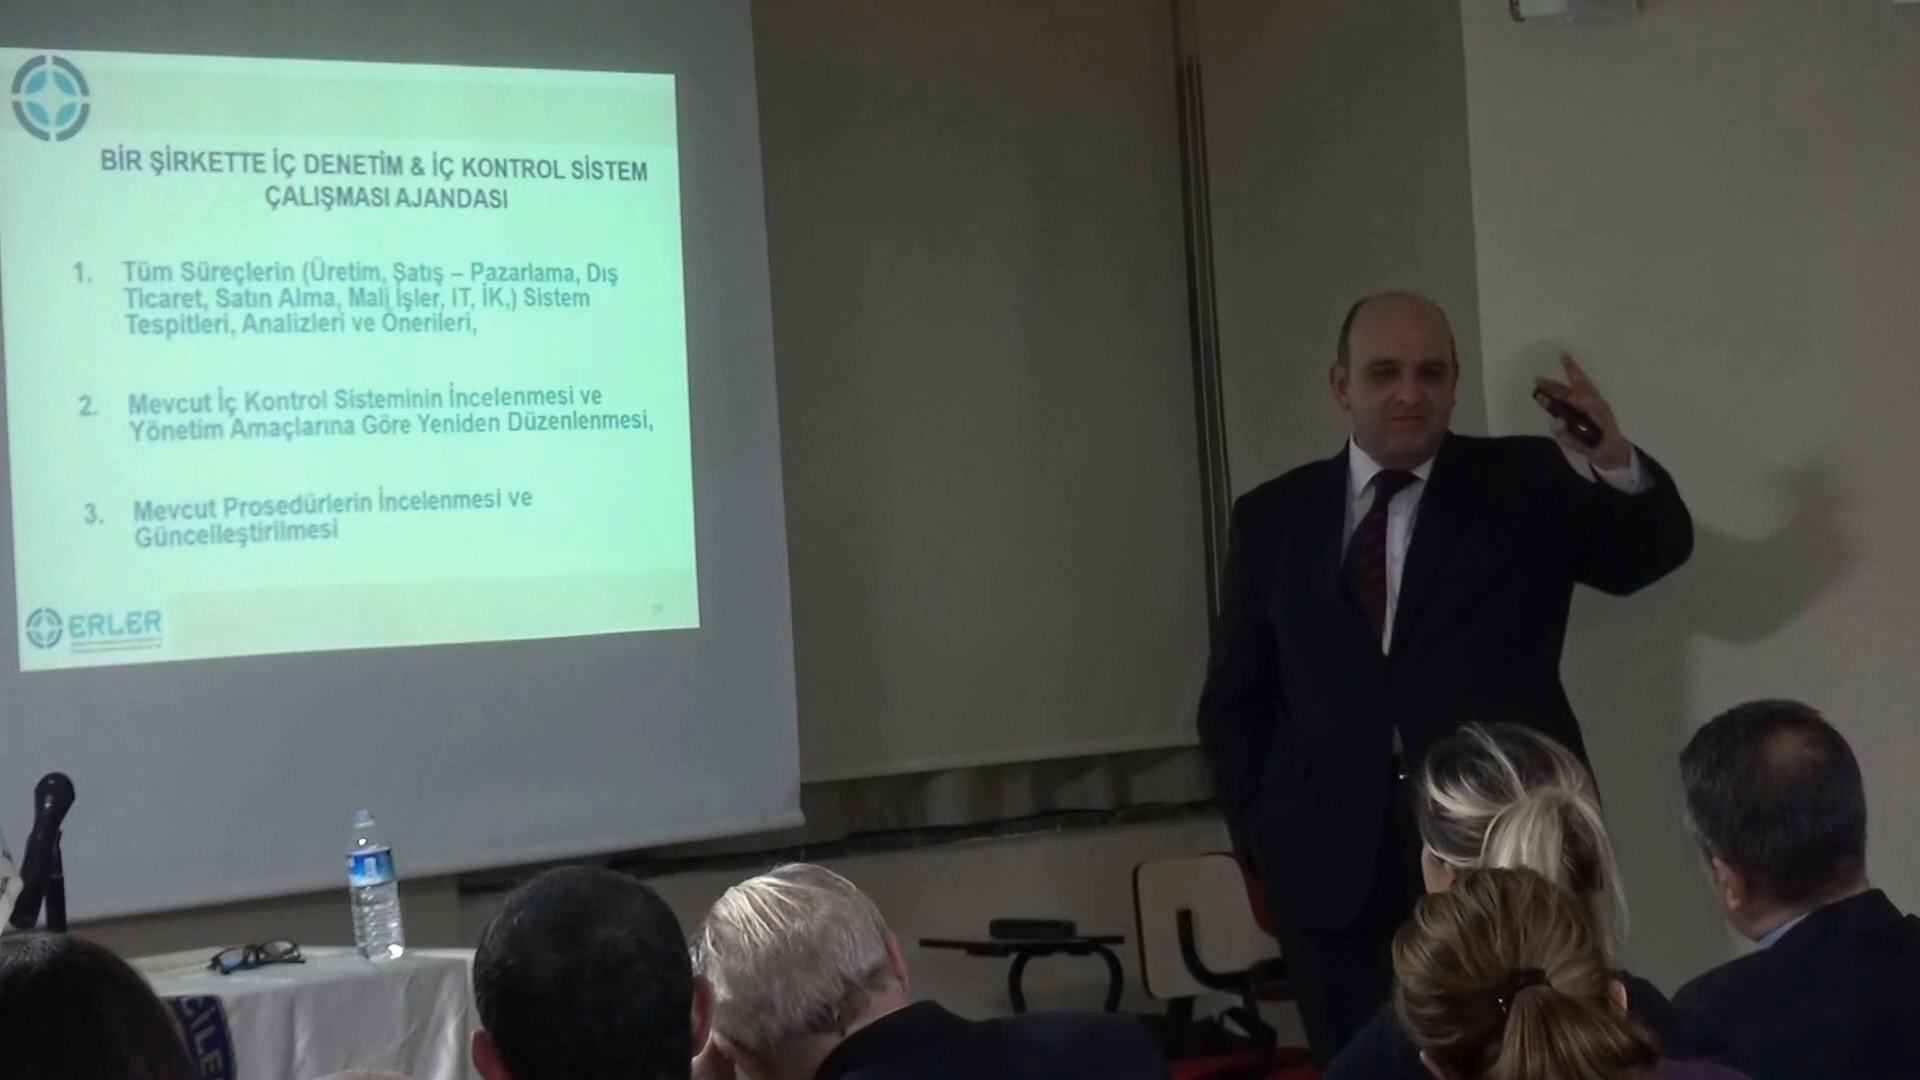 BİR ŞİRKETTE İÇ DENETİM & İÇ KONTROL SİSTEM
ÇALIŞMASI AJANDASI
1. Tüm Süreçlerin (Üretim, Satış – Pazarlama, Dış
Ticaret, Satın Alma, Mali İşler, IT, İK,) Sistem
Tespitleri, Analizleri ve Önerileri,
2. Mevcut İç Kontrol Sisteminin İncelenmesi ve
Yönetim Amaçlarına Göre Yeniden Düzenlenmesi,
3. Mevcut Prosedürlerin İncelenmesi ve
Güncelleştirilmesi
ERLER